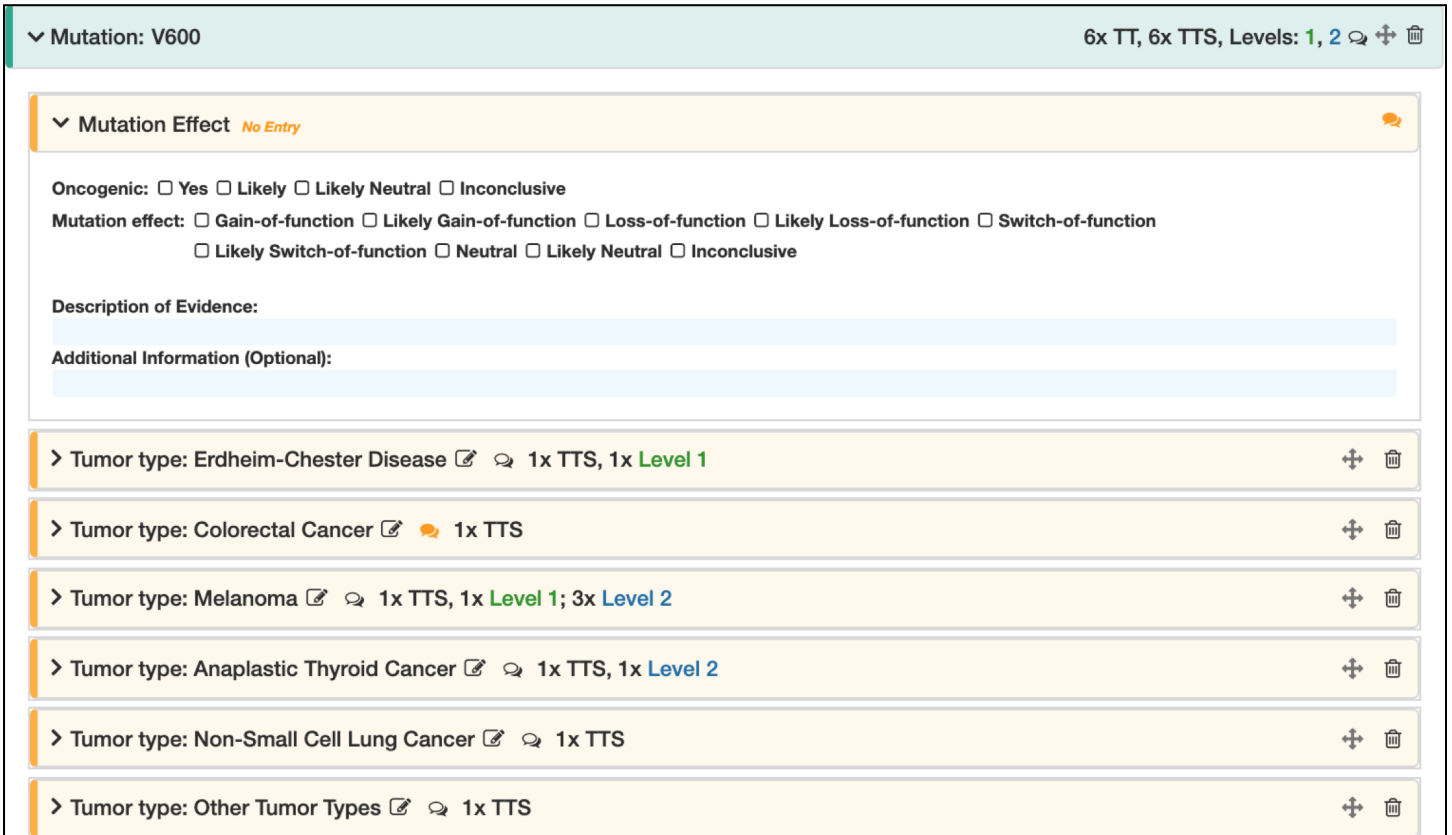 Mutation: V600 6x TT, 6x TTS, Levels: 1, 2
Mutation Effect No Entry
Oncogenic: Yes Likely Likely Neutral Inconclusive
Mutation effect: Gain-of-function Likely Gain-of-function Loss-of-function Likely Loss-of-function Switch-of-function
Likely Switch-of-function Neutral Likely Neutral Inconclusive
Description of Evidence:
Additional Information (Optional):
Tumor type: Erdheim-Chester Disease 1x TTS, 1x Level 1
Tumor type: Colorectal Cancer 1x TTS
Tumor type: Melanoma 1x TTS, 1x Level 1; 3x Level 2
Tumor type: Anaplastic Thyroid Cancer 1x TTS, 1x Level 2
Tumor type: Non-Small Cell Lung Cancer 1x TTS
Tumor type: Other Tumor Types 1x TTS